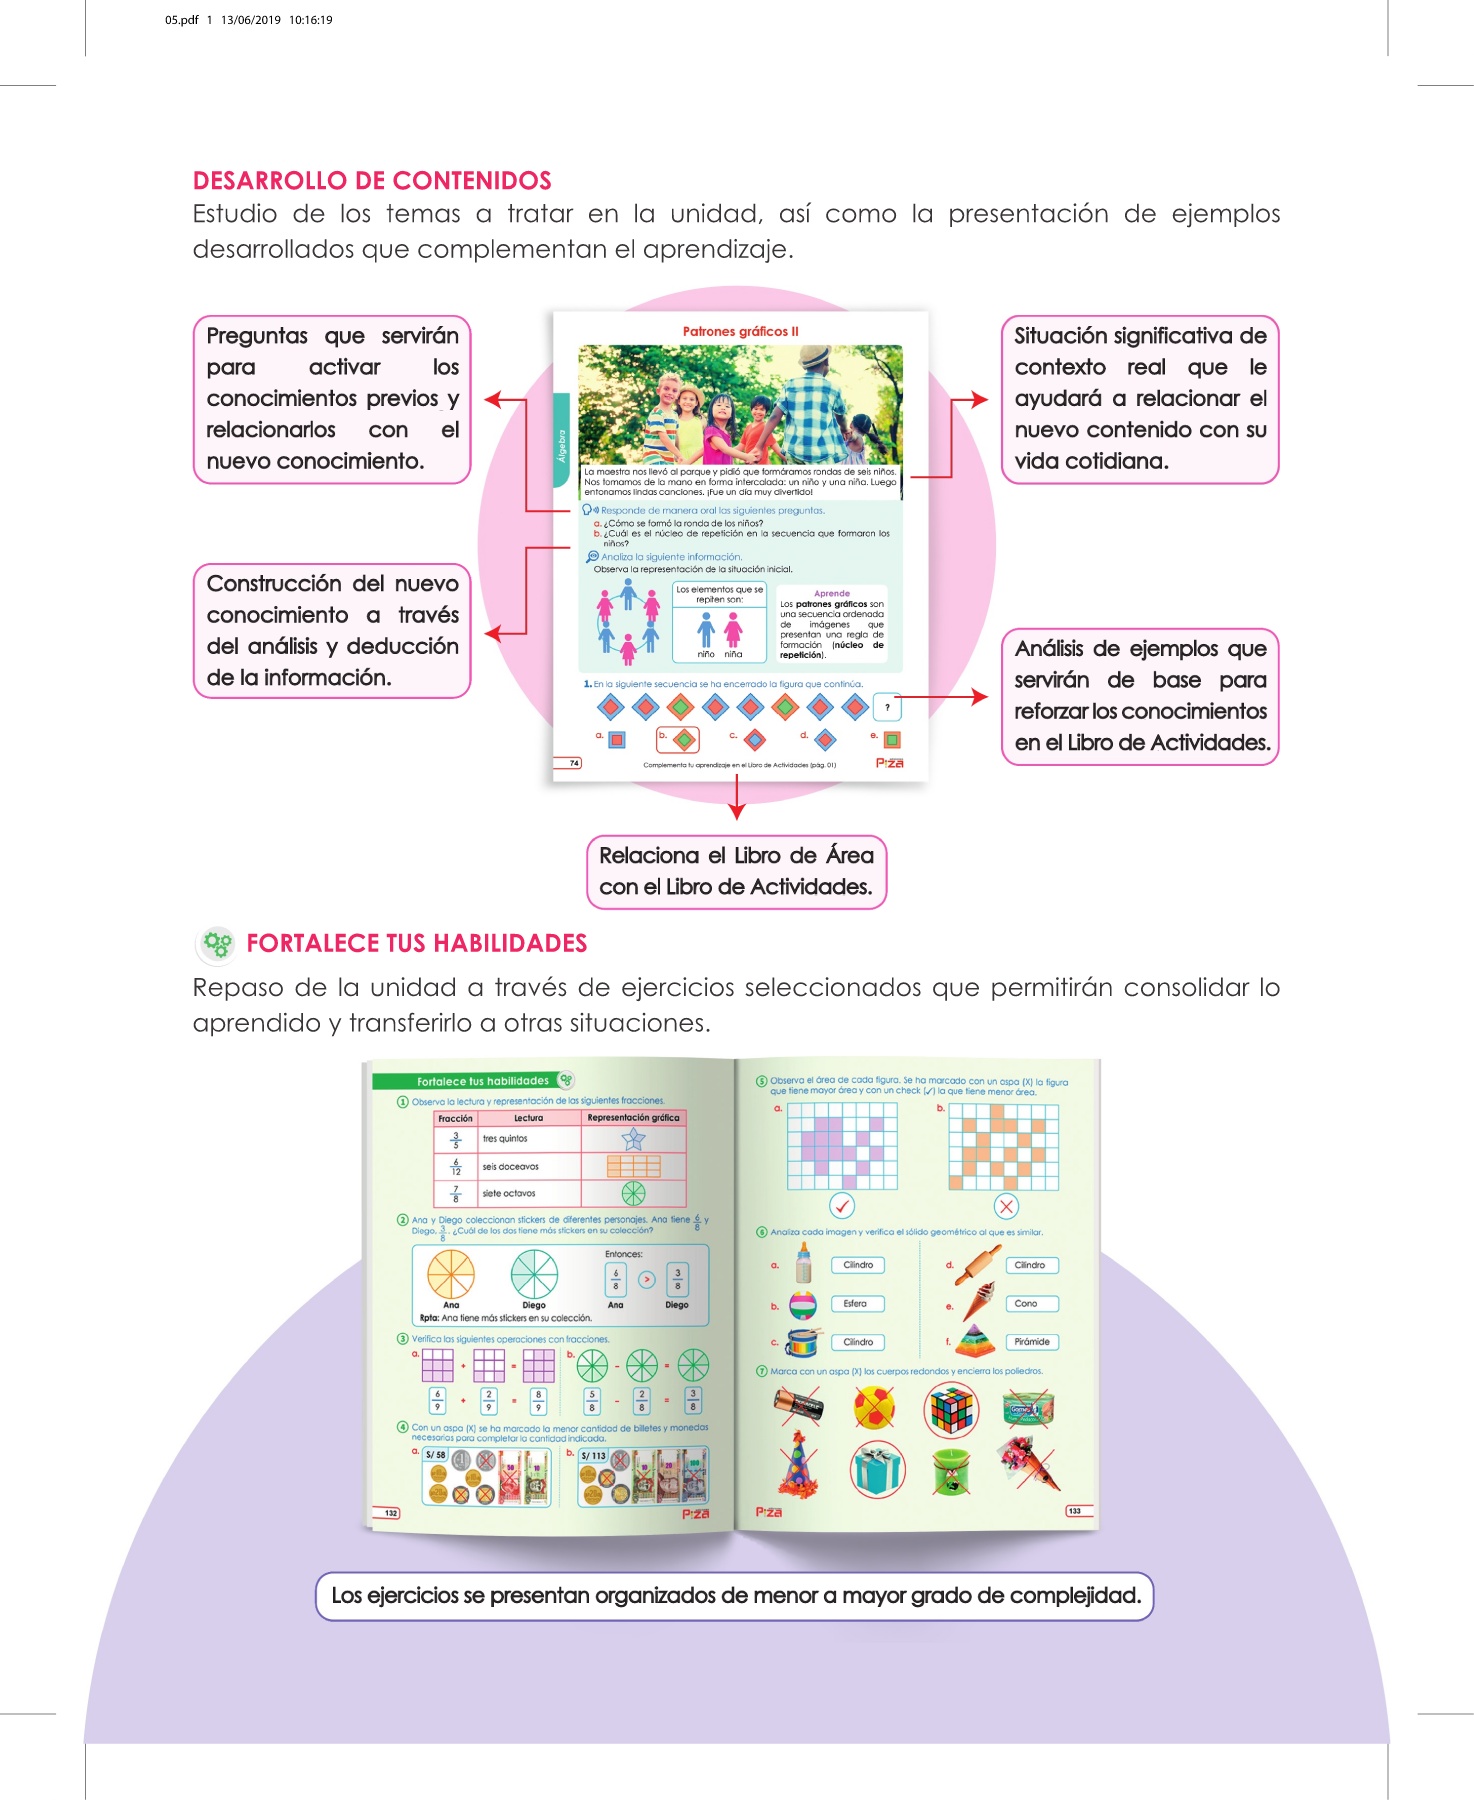 05.pdf 1 13/06/2019 10:16:19
DESARROLLO DE CONTENIDOS
Estudio de los temas a tratar en la unidad, así como la presentación de ejemplos
desarrollados que complementan el aprendizaje.
Preguntas que servirán
para activar los
conocimientos previos y
relacionarlos con el
nuevo conocimiento.
Construcción del nuevo
conocimiento a través
del análisis y deducción
de la información.
Patrones gráficos II
Álgebra
La maestra nos llevó al parque y pidió que formáramos rondas de seis niños.
Nos tomamos de la mano en forma intercalada: un niño y una niña. Luego
entonamos lindas canciones. ¡Fue un día muy divertido!
Responde de manera oral las siguientes preguntas.
a. ¿Cómo se formó la ronda de los niños?
b. ¿Cuál es el núcleo de repetición en la secuencia que formaron los
niños?
Analiza la siguiente información.
Observa la representación de la situación inicial.
Los elementos que se
repiten son:
niño niña
Aprende
Los patrones gráficos son
una secuencia ordenada
de imágenes que
presentan una regla de
formación (núcleo de
repetición).
1. En la siguiente secuencia se ha encerrado la figura que continúa.
?
a. b. c. d. e.
74
Complementa tu aprendizaje en el Libro de Actividades (pág. 01)
Piza
Situación significativa de
contexto real que le
ayudará a relacionar el
nuevo contenido con su
vida cotidiana.
Análisis de ejemplos que
servirán de base para
reforzar los conocimientos
en el Libro de Actividades.
Relaciona el Libro de Área
con el Libro de Actividades.
FORTALECE TUS HABILIDADES
Repaso de la unidad a través de ejercicios seleccionados que permitirán consolidar lo
aprendido y transferirlo a otras situaciones.
Fortalece tus habilidades
1 Observa la lectura y representación de las siguientes fracciones.
Fracción Lectura Representación gráfica
3/5 tres quintos
6/12 seis doceavos
7/8 siete octavos
2 Ana y Diego coleccionan stickers de diferentes personajes. Ana tiene 6/8 y
Diego, 3/8. ¿Cuál de los dos tiene más stickers en su colección?
Entonces:
6/8 > 3/8
Ana Diego Ana Diego
Rpta: Ana tiene más stickers en su colección.
3 Verifica las siguientes operaciones con fracciones.
a. + = b. - =
6/9 + 2/9 = 8/9 5/8 - 2/8 = 3/8
4 Con un aspa (X) se ha marcado la menor cantidad de billetes y monedas
necesarias para completar la cantidad indicada.
a. S/ 58 50 10
b. S/ 113 10 20 100
132
Piza
5 Observa el área de cada figura. Se ha marcado con un aspa (X) la figura
que tiene mayor área y con un check (✓) la que tiene menor área.
a. b.
6 Analiza cada imagen y verifica el sólido geométrico al que es similar.
a. Cilindro
b. Esfera
c. Cilindro
d. Cilindro
e. Cono
f. Pirámide
7 Marca con un aspa (X) los cuerpos redondos y encierra los poliedros.
Piza
133
Los ejercicios se presentan organizados de menor a mayor grado de complejidad.